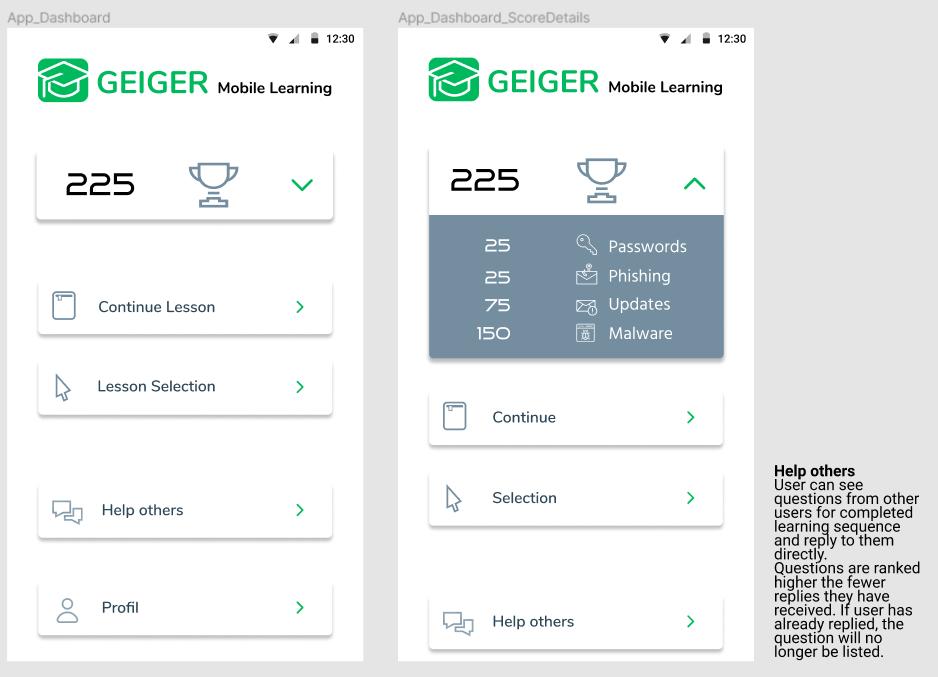 App_Dashboard
12:30
GEIGER Mobile Learning
225
Continue Lesson
Lesson Selection
Help others
Profil
App_Dashboard_ScoreDetails
12:30
GEIGER Mobile Learning
225
25 Passwords
25 Phishing
75 Updates
150 Malware
Continue
Selection
Help others
Help others
User can see
questions from other
users for completed
learning sequence
and reply to them
directly.
Questions are ranked
higher the fewer
replies they have
received. If user has
already replied, the
question will no
longer be listed.